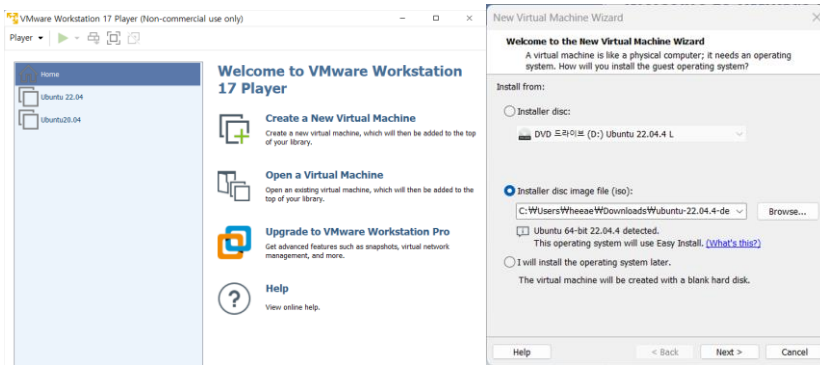 VMware Workstation 17 Player (Non-commercial use only)
Player
Home
Ubuntu 22.04
Ubuntu20.04
Welcome to VMware Workstation
17 Player
Create a New Virtual Machine
Create a new virtual machine, which will then be added to the top
of your library.
Open a Virtual Machine
Open an existing virtual machine, which will then be added to the
top of your library.
Upgrade to VMware Workstation Pro
Get advanced features such as snapshots, virtual network
management, and more.
Help
View online help.
New Virtual Machine Wizard
Welcome to the New Virtual Machine Wizard
A virtual machine is like a physical computer; it needs an operating
system. How will you install the guest operating system?
Install from:
Installer disc:
DVD 드라이브 (D:) Ubuntu 22.04.4 L
Installer disc image file (iso):
C:₩Users₩heeae₩Downloads₩ubuntu-22.04.4-de
Browse...
Ubuntu 64-bit 22.04.4 detected.
This operating system will use Easy Install. (What's this?)
I will install the operating system later.
The virtual machine will be created with a blank hard disk.
Help
< Back
Next >
Cancel